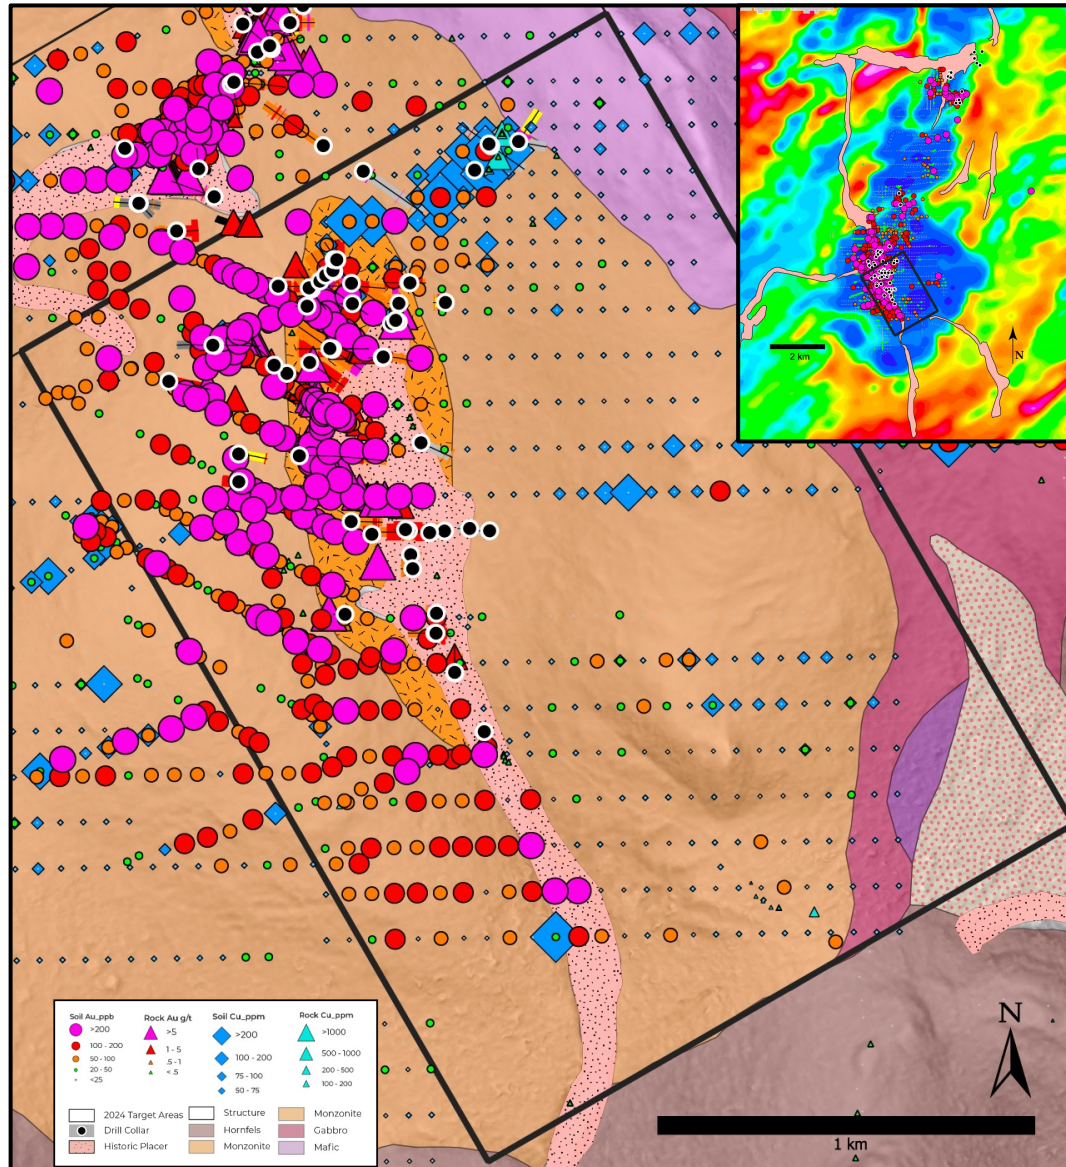 2 km
N
N
1 km
Soil Au_ppb
>200
100 - 200
50 - 100
20 - 50
<25
Rock Au g/t
>5
1 - 5
.5 - 1
< .5
Soil Cu_ppm
>200
100 - 200
75 - 100
50 - 75
Rock Cu_ppm
>1000
500 - 1000
200 - 500
100 - 200
2024 Target Areas
Drill Collar
Historic Placer
Structure
Hornfels
Monzonite
Monzonite
Gabbro
Mafic